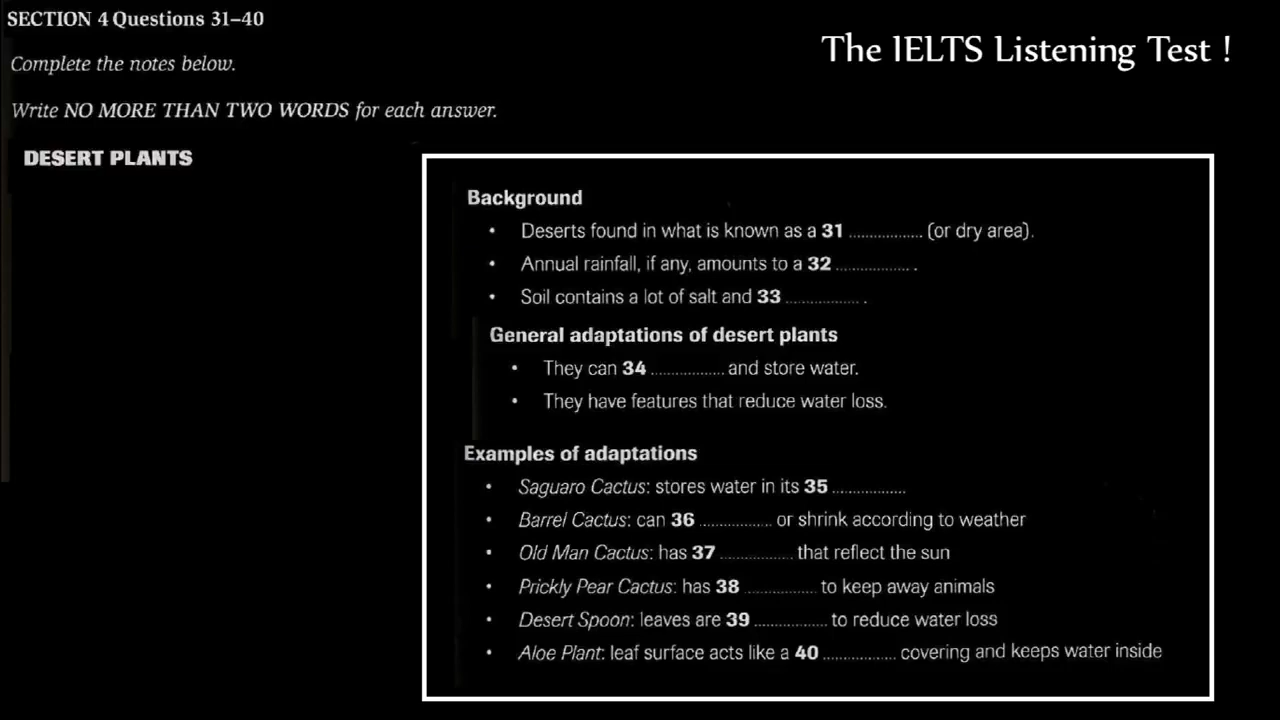 SECTION 4 Questions 31–40
The IELTS Listening Test !
Complete the notes below.
Write NO MORE THAN TWO WORDS for each answer.
DESERT PLANTS
Background
• Deserts found in what is known as a 31 .................. (or dry area).
• Annual rainfall, if any, amounts to a 32 .................. .
• Soil contains a lot of salt and 33 .................. .
General adaptations of desert plants
• They can 34 .................. and store water.
• They have features that reduce water loss.
Examples of adaptations
• Saguaro Cactus: stores water in its 35 ..................
• Barrel Cactus: can 36 .................. or shrink according to weather
• Old Man Cactus: has 37 .................. that reflect the sun
• Prickly Pear Cactus: has 38 .................. to keep away animals
• Desert Spoon: leaves are 39 .................. to reduce water loss
• Aloe Plant: leaf surface acts like a 40 .................. covering and keeps water inside